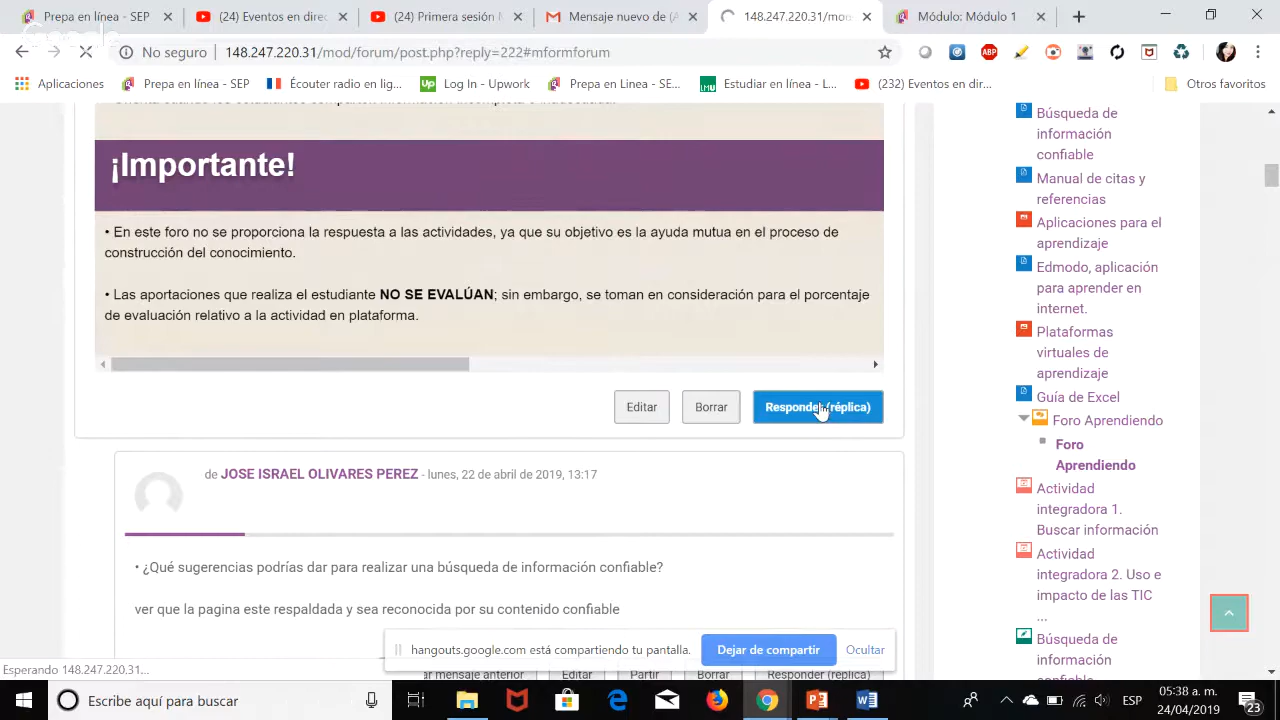 Prepa en línea - SEP
(24) Eventos en directo
(24) Primera sesión M
Mensaje nuevo de (A
148.247.220.31/mod/for
Módulo: Módulo 1
No seguro 148.247.220.31/mod/forum/post.php?reply=222#mformforum
Aplicaciones
Prepa en línea - SEP
Écouter radio en lig...
Log In - Upwork
Prepa en Linea - SE...
Estudiar en línea - L...
(232) Eventos en dir...
Otros favoritos
¡Importante!
• En este foro no se proporciona la respuesta a las actividades, ya que su objetivo es la ayuda mutua en el proceso de
construcción del conocimiento.
• Las aportaciones que realiza el estudiante NO SE EVALÚAN; sin embargo, se toman en consideración para el porcentaje
de evaluación relativo a la actividad en plataforma.
Editar
Borrar
Responder (réplica)
de JOSE ISRAEL OLIVARES PEREZ - lunes, 22 de abril de 2019, 13:17
• ¿Qué sugerencias podrías dar para realizar una búsqueda de información confiable?
ver que la pagina este respaldada y sea reconocida por su contenido confiable
ar mensaje anterior
Editar
Partir
Borrar
Responder (réplica)
Búsqueda de
información
confiable
Manual de citas y
referencias
Aplicaciones para el
aprendizaje
Edmodo, aplicación
para aprender en
internet.
Plataformas
virtuales de
aprendizaje
Guía de Excel
Foro Aprendiendo
Foro
Aprendiendo
Actividad
integradora 1.
Buscar información
Actividad
integradora 2. Uso e
impacto de las TIC
...
Búsqueda de
información
confiable
hangouts.google.com está compartiendo tu pantalla.
Dejar de compartir
Ocultar
Esperando 148.247.220.31...
Escribe aquí para buscar
ESP
05:38 a. m.
24/04/2019
23